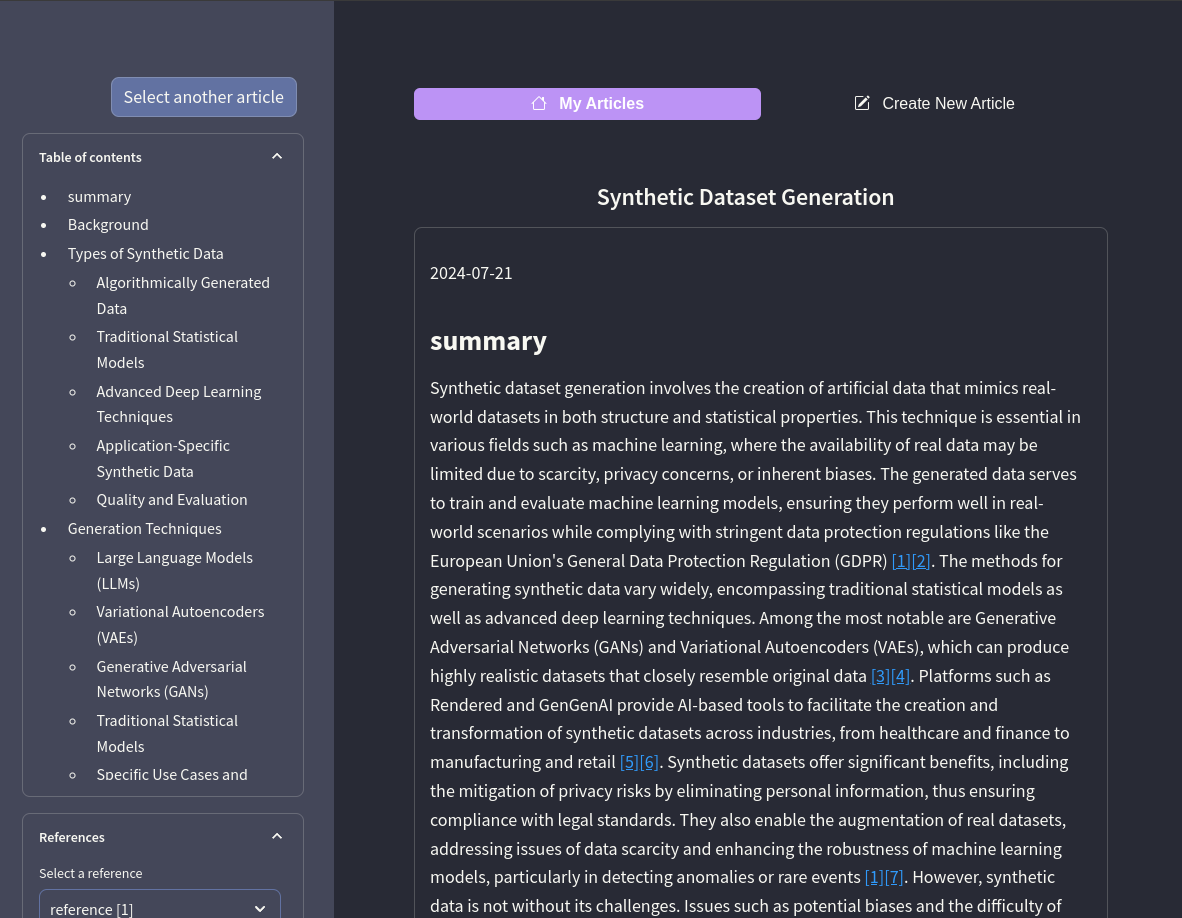 Select another article
Table of contents
summary
Background
Types of Synthetic Data
Algorithmically Generated
Data
Traditional Statistical
Models
Advanced Deep Learning
Techniques
Application-Specific
Synthetic Data
Quality and Evaluation
Generation Techniques
Large Language Models
(LLMs)
Variational Autoencoders
(VAEs)
Generative Adversarial
Networks (GANs)
Traditional Statistical
Models
Specific Use Cases and
References
Select a reference
reference [1]
My Articles
Create New Article
Synthetic Dataset Generation
2024-07-21
summary
Synthetic dataset generation involves the creation of artificial data that mimics real-
world datasets in both structure and statistical properties. This technique is essential in
various fields such as machine learning, where the availability of real data may be
limited due to scarcity, privacy concerns, or inherent biases. The generated data serves
to train and evaluate machine learning models, ensuring they perform well in real-
world scenarios while complying with stringent data protection regulations like the
European Union's General Data Protection Regulation (GDPR) [1][2]. The methods for
generating synthetic data vary widely, encompassing traditional statistical models as
well as advanced deep learning techniques. Among the most notable are Generative
Adversarial Networks (GANs) and Variational Autoencoders (VAEs), which can produce
highly realistic datasets that closely resemble original data [3][4]. Platforms such as
Rendered and GenGenAI provide AI-based tools to facilitate the creation and
transformation of synthetic datasets across industries, from healthcare and finance to
manufacturing and retail [5][6]. Synthetic datasets offer significant benefits, including
the mitigation of privacy risks by eliminating personal information, thus ensuring
compliance with legal standards. They also enable the augmentation of real datasets,
addressing issues of data scarcity and enhancing the robustness of machine learning
models, particularly in detecting anomalies or rare events [1][7]. However, synthetic
data is not without its challenges. Issues such as potential biases and the difficulty of